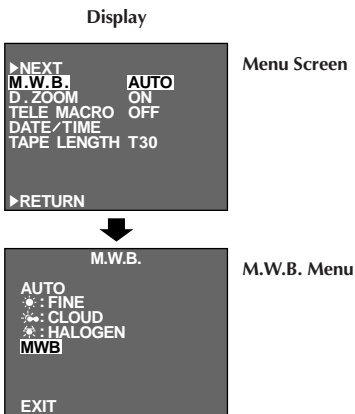 Display
▶NEXT
M.W.B. AUTO
D.ZOOM ON
TELE MACRO OFF
DATE/TIME
TAPE LENGTH T30
▶RETURN
Menu Screen
M.W.B.
AUTO
: FINE
: CLOUD
: HALOGEN
MWB
EXIT
M.W.B. Menu